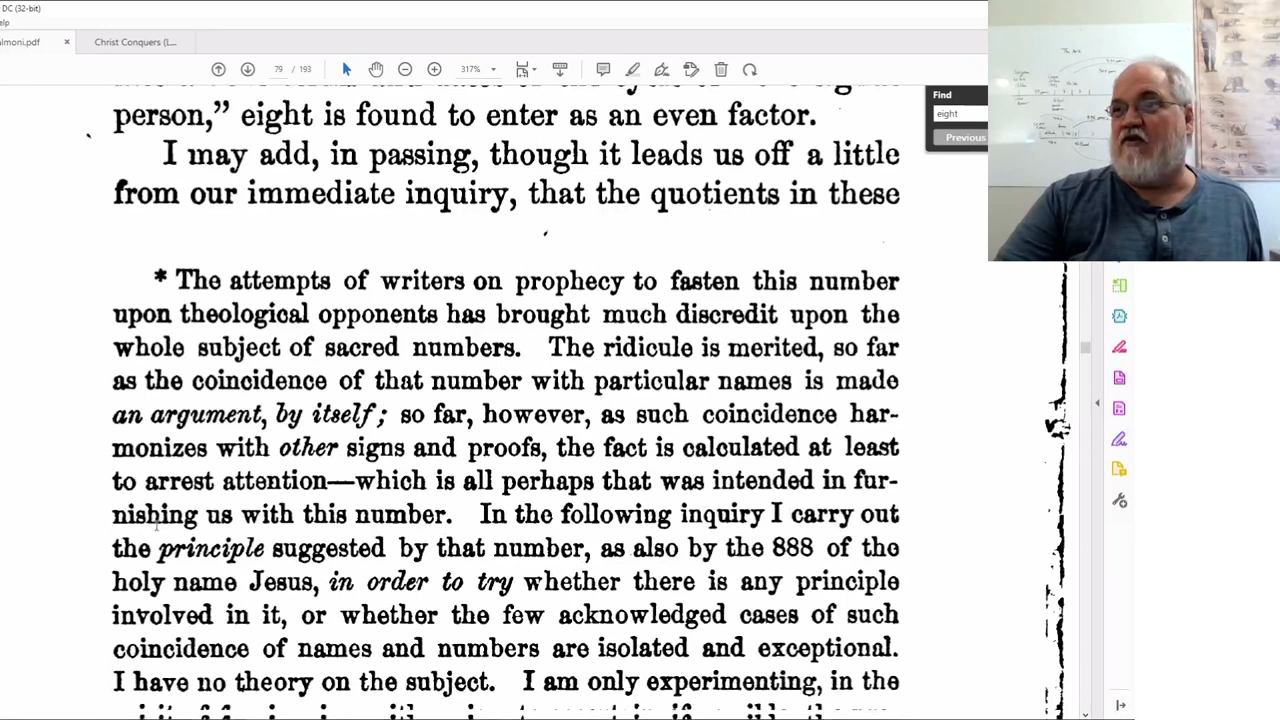 DC (32-bit)
elp
lmoni.pdf × Christ Conquers (L...
79 / 193 317%
Find
eight
Previous
person,” eight is found to enter as an even factor.
I may add, in passing, though it leads us off a little
from our immediate inquiry, that the quotients in these
* The attempts of writers on prophecy to fasten this number
upon theological opponents has brought much discredit upon the
whole subject of sacred numbers. The ridicule is merited, so far
as the coincidence of that number with particular names is made
an argument, by itself; so far, however, as such coincidence har-
monizes with other signs and proofs, the fact is calculated at least
to arrest attention—which is all perhaps that was intended in fur-
nishing us with this number. In the following inquiry I carry out
the principle suggested by that number, as also by the 888 of the
holy name Jesus, in order to try whether there is any principle
involved in it, or whether the few acknowledged cases of such
coincidence of names and numbers are isolated and exceptional.
I have no theory on the subject. I am only experimenting, in the